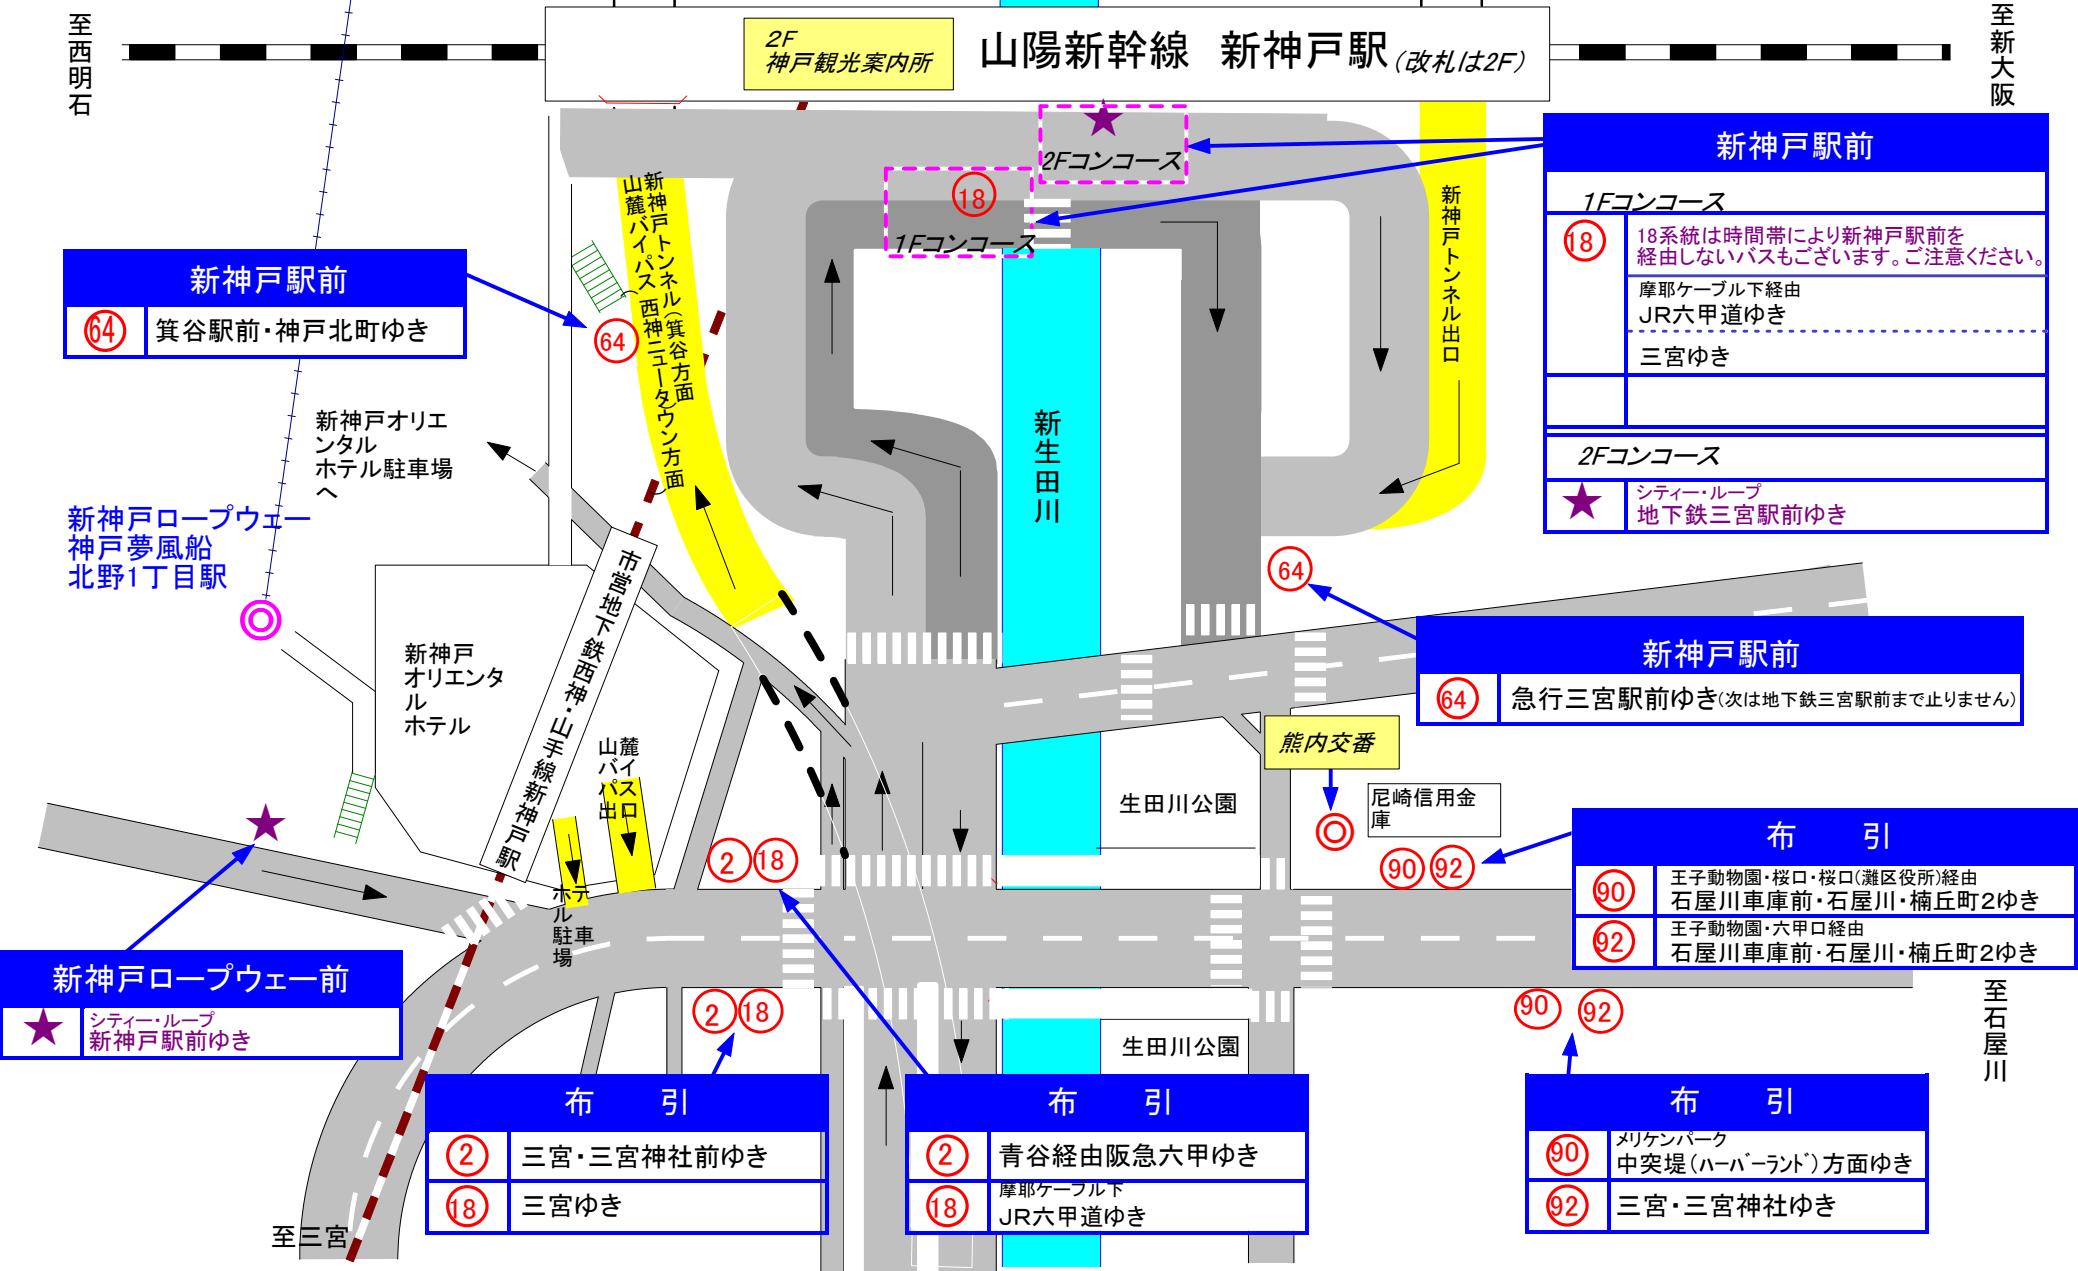 至西明石
2F
神戸観光案内所
山陽新幹線　新神戸駅(改札は2F)
至新大阪
2Fコンコース
18
1Fコンコース
新神戸駅前
1Fコンコース
18
18系統は時間帯により新神戸駅前を
経由しないバスもございます。ご注意ください。
摩耶ケーブル下経由
JR六甲道ゆき
三宮ゆき
2Fコンコース
シティー・ループ
地下鉄三宮駅前ゆき
新神戸駅前
64
箕谷駅前・神戸北町ゆき
64
新神戸トンネル(箕谷方面)
山麓バイパス(西神ニュータウン方面)
新神戸トンネル出口
新生田川
新神戸オリエ
ンタル
ホテル駐車場
へ
新神戸ロープウェー
神戸夢風船
北野1丁目駅
新神戸
オリエンタ
ル
ホテル
市営地下鉄西神・山手線新神戸駅
山麓
バイ
パス
出口
64
新神戸駅前
64
急行三宮駅前ゆき(次は地下鉄三宮駅前まで止りません)
熊内交番
尼崎信用金
庫
生田川公園
2
18
90
92
布　引
90
王子動物園・桜口・桜口(灘区役所)経由
石屋川車庫前・石屋川・楠丘町2ゆき
92
王子動物園・六甲口経由
石屋川車庫前・石屋川・楠丘町2ゆき
ホテ
ル
駐車
場
新神戸ロープウェー前
シティー・ループ
新神戸駅前ゆき
2
18
生田川公園
90
92
至石屋川
布　引
2
三宮・三宮神社前ゆき
18
三宮ゆき
布　引
2
青谷経由阪急六甲ゆき
18
摩耶ケーブル下
JR六甲道ゆき
布　引
90
メリケンパーク
中突堤(ハーバーランド)方面ゆき
92
三宮・三宮神社ゆき
至三宮